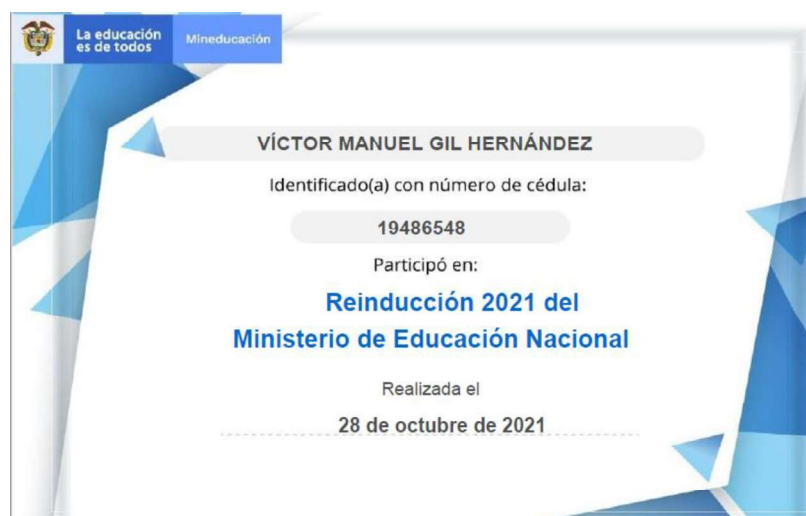 La educación
es de todos
Mineducación
VÍCTOR MANUEL GIL HERNÁNDEZ
Identificado(a) con número de cédula:
19486548
Participó en:
Reinducción 2021 del
Ministerio de Educación Nacional
Realizada el
28 de octubre de 2021